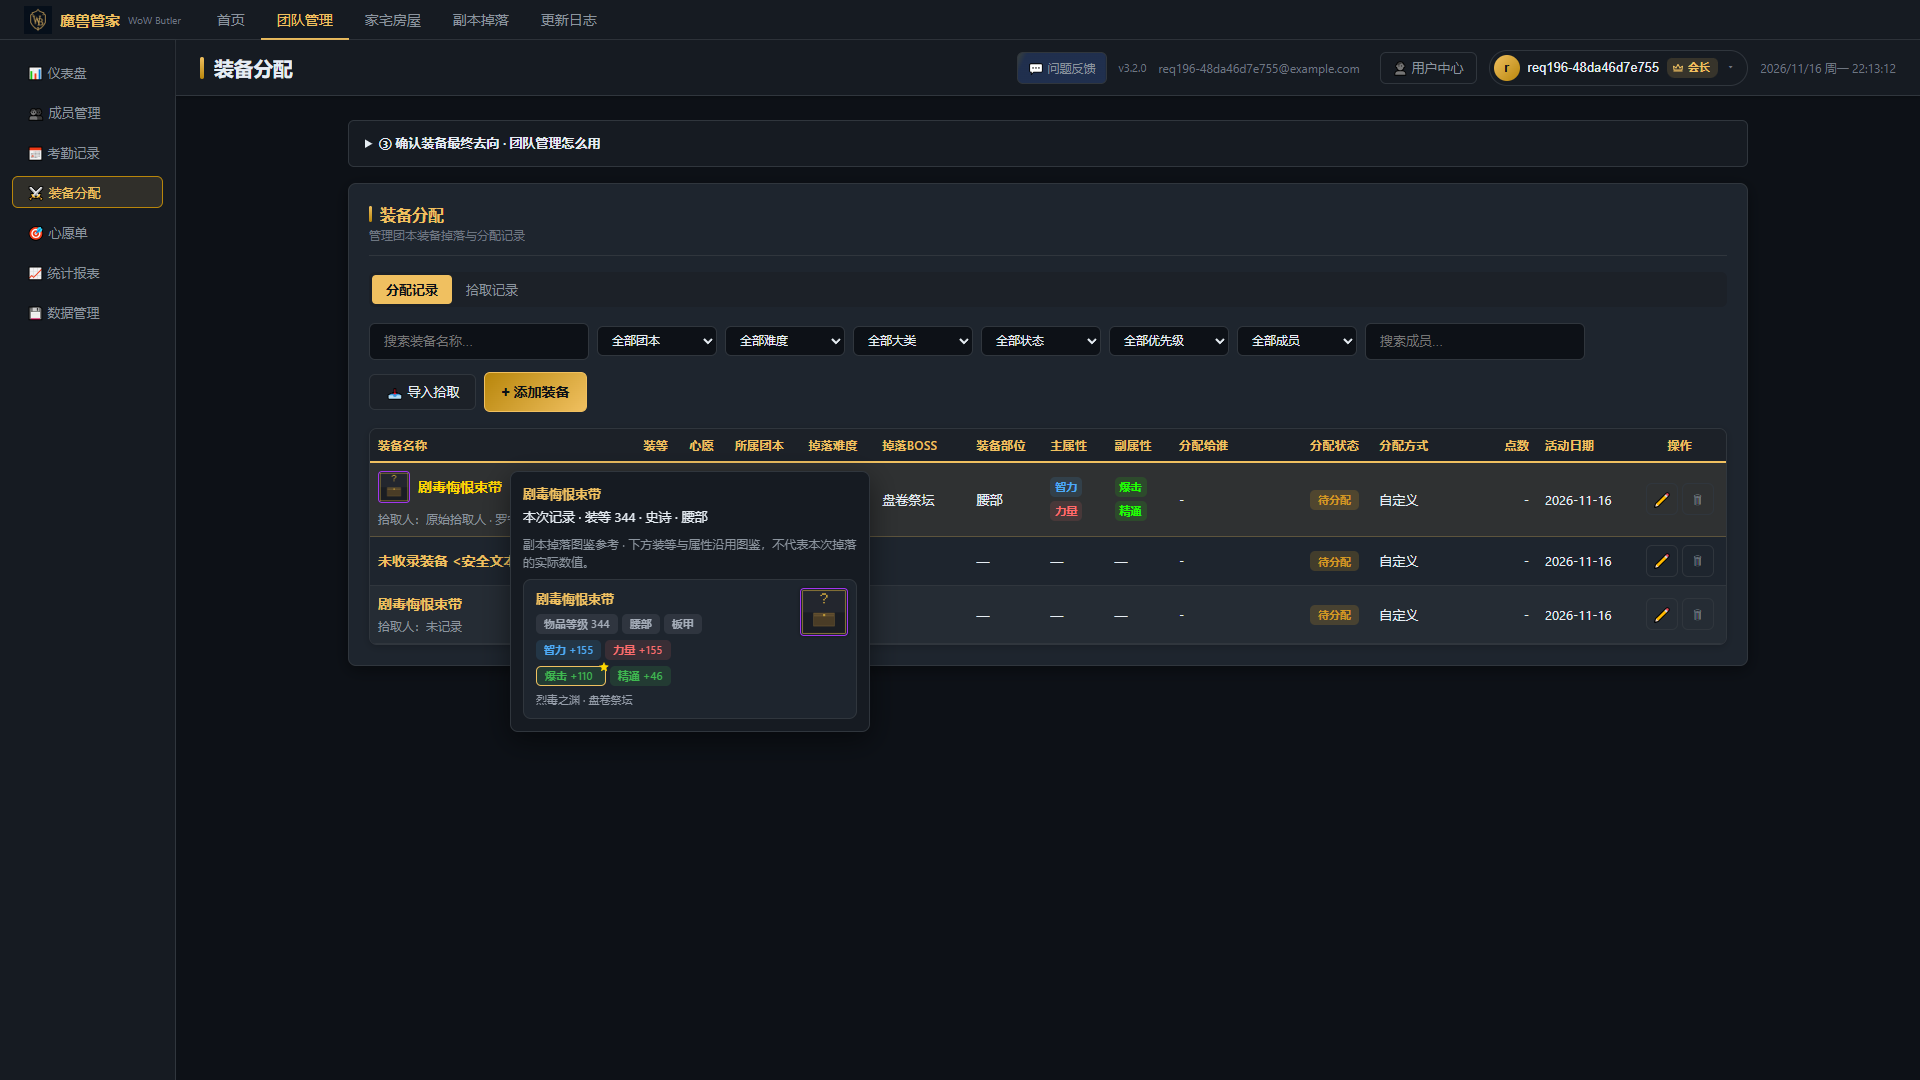 魔兽管家 WoW Butler 首页 团队管理 家宅房屋 副本掉落 更新日志
装备分配 问题反馈 v3.2.0 req196-48da46d7e755@example.com 用户中心 r req196-48da46d7e755 会长 2026/11/16 周一 22:13:12
仪表盘
成员管理
考勤记录
装备分配
心愿单
统计报表
数据管理
③ 确认装备最终去向 · 团队管理怎么用
装备分配
管理团本装备掉落与分配记录
分配记录 拾取记录
搜索装备名称... 全部团本 全部难度 全部大类 全部状态 全部优先级 全部成员 搜索成员...
导入拾取 + 添加装备
装备名称 装等 心愿 所属团本 掉落难度 掉落BOSS 装备部位 主属性 副属性 分配给谁 分配状态 分配方式 点数 活动日期 操作
剧毒悔恨束带 盘卷祭坛 腰部 智力 力量 爆击 精通 - 待分配 自定义 - 2026-11-16
拾取人：原始拾取人 · 罗
未收录装备 <安全文本 — — — - 待分配 自定义 - 2026-11-16
剧毒悔恨束带 — — — - 待分配 自定义 - 2026-11-16
拾取人：未记录
剧毒悔恨束带
本次记录 · 装等 344 · 史诗 · 腰部
副本掉落图鉴参考 · 下方装等与属性沿用图鉴，不代表本次掉落
的实际数值。
剧毒悔恨束带
物品等级 344 腰部 板甲
智力 +155 力量 +155
爆击 +110 精通 +46
烈毒之渊 · 盘卷祭坛